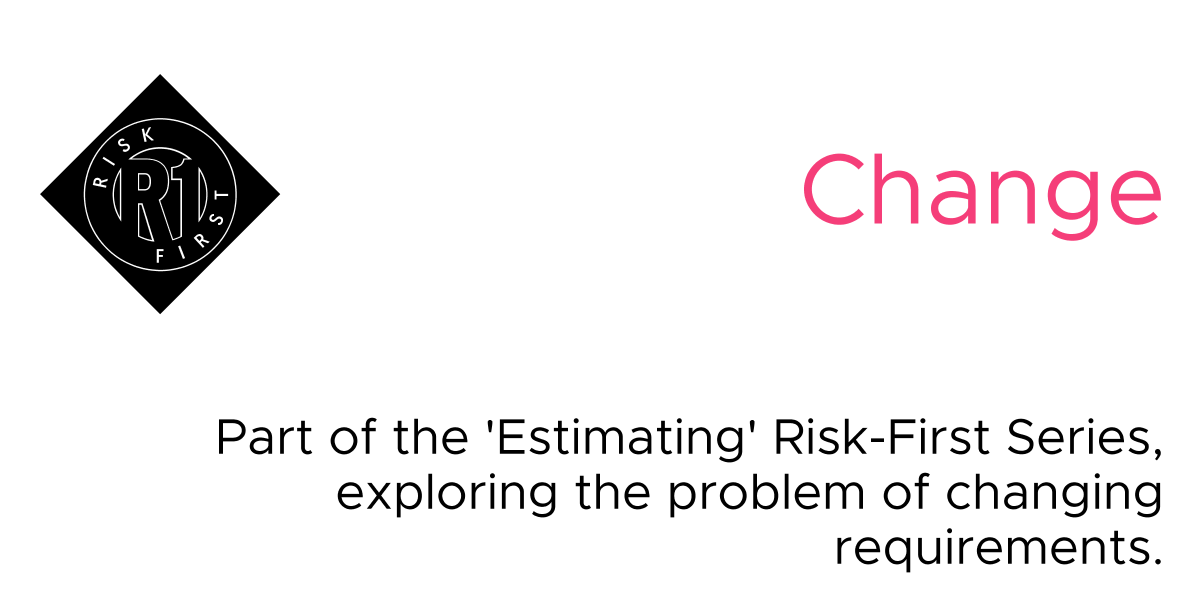 RISK
R1
FIRST
Change
Part of the 'Estimating' Risk-First Series,
exploring the problem of changing
requirements.